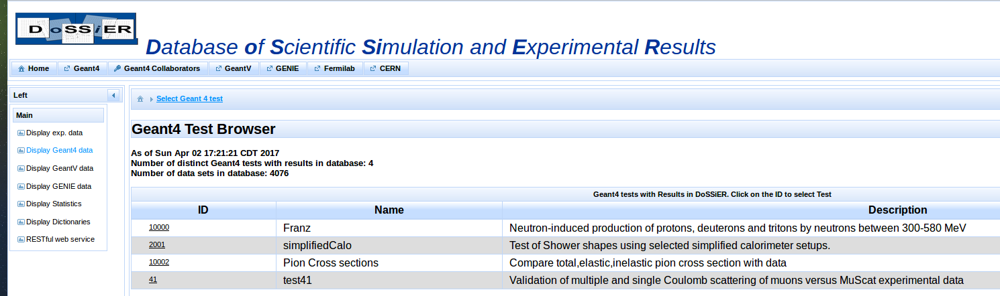 DoSSiER
Database of Scientific Simulation and Experimental Results
Home Geant4 Geant4 Collaborators GeantV GENIE Fermilab CERN
Left
Main
Display exp. data
Display Geant4 data
Display GeantV data
Display GENIE data
Display Statistics
Display Dictionaries
RESTful web service
Select Geant 4 test
Geant4 Test Browser
As of Sun Apr 02 17:21:21 CDT 2017
Number of distinct Geant4 tests with results in database: 4
Number of data sets in database: 4076
Geant4 tests with Results in DoSSiER. Click on the ID to select Test
ID Name Description
10000 Franz Neutron-induced production of protons, deuterons and tritons by neutrons between 300-580 MeV
2001 simplifiedCalo Test of Shower shapes using selected simplified calorimeter setups.
10002 Pion Cross sections Compare total,elastic,inelastic pion cross section with data
41 test41 Validation of multiple and single Coulomb scattering of muons versus MuScat experimental data